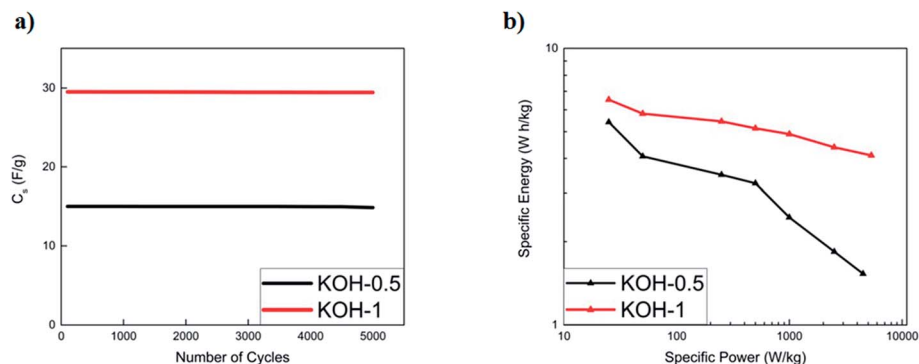 a)
30
20
10
0
0
1000
2000
3000
4000
5000
C_s (F/g)
Number of Cycles
KOH-0.5
KOH-1
b)
10
1
10
100
1000
10000
Specific Energy (W h/kg)
Specific Power (W/kg)
KOH-0.5
KOH-1